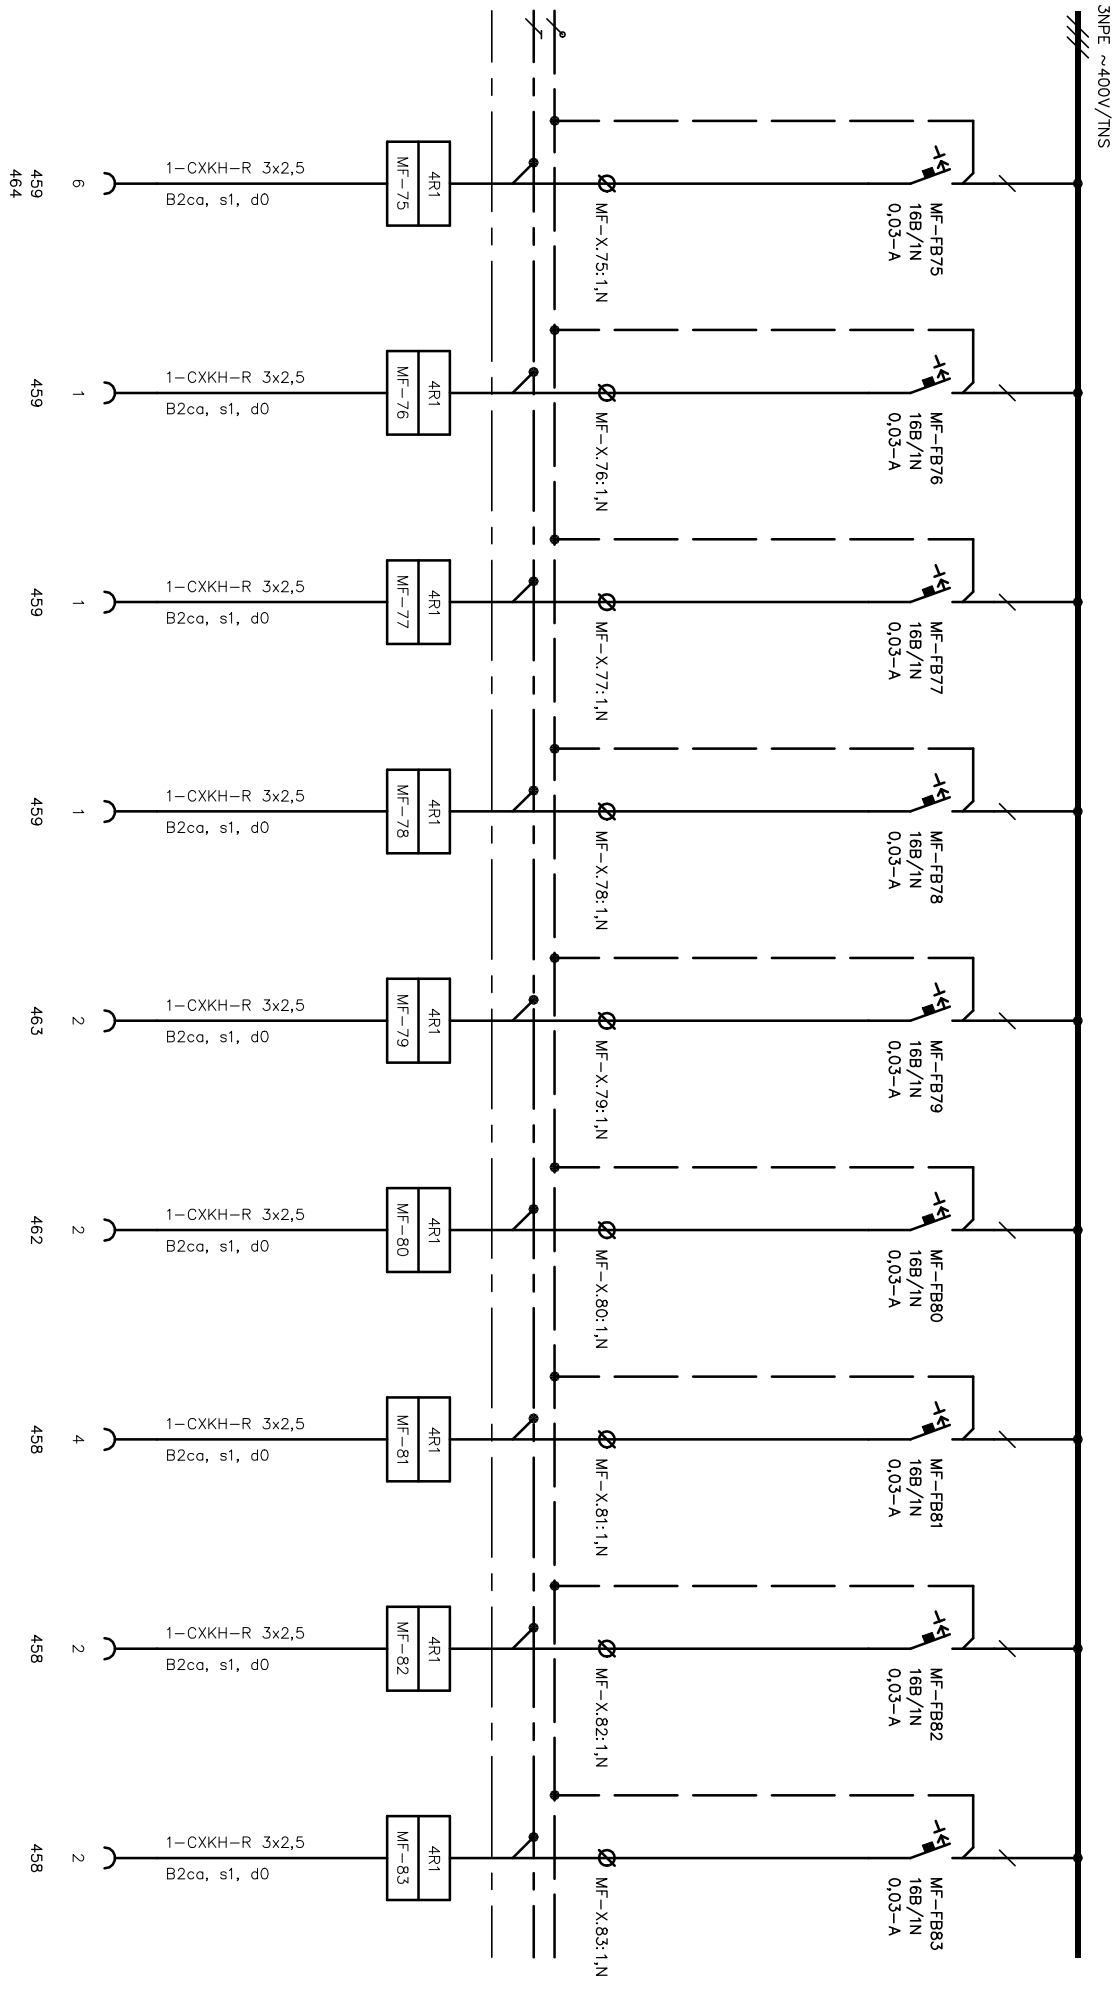 3NPE ~400V/TNS
MF-FB75
16B/1N
0,03-A
MF-X.75:1,N
4R1
MF-75
1-CXKH-R 3x2,5
B2ca, s1, d0
6
459
464
MF-FB76
16B/1N
0,03-A
MF-X.76:1,N
4R1
MF-76
1-CXKH-R 3x2,5
B2ca, s1, d0
1
459
MF-FB77
16B/1N
0,03-A
MF-X.77:1,N
4R1
MF-77
1-CXKH-R 3x2,5
B2ca, s1, d0
1
459
MF-FB78
16B/1N
0,03-A
MF-X.78:1,N
4R1
MF-78
1-CXKH-R 3x2,5
B2ca, s1, d0
1
459
MF-FB79
16B/1N
0,03-A
MF-X.79:1,N
4R1
MF-79
1-CXKH-R 3x2,5
B2ca, s1, d0
2
463
MF-FB80
16B/1N
0,03-A
MF-X.80:1,N
4R1
MF-80
1-CXKH-R 3x2,5
B2ca, s1, d0
2
462
MF-FB81
16B/1N
0,03-A
MF-X.81:1,N
4R1
MF-81
1-CXKH-R 3x2,5
B2ca, s1, d0
4
458
MF-FB82
16B/1N
0,03-A
MF-X.82:1,N
4R1
MF-82
1-CXKH-R 3x2,5
B2ca, s1, d0
2
458
MF-FB83
16B/1N
0,03-A
MF-X.83:1,N
4R1
MF-83
1-CXKH-R 3x2,5
B2ca, s1, d0
2
458